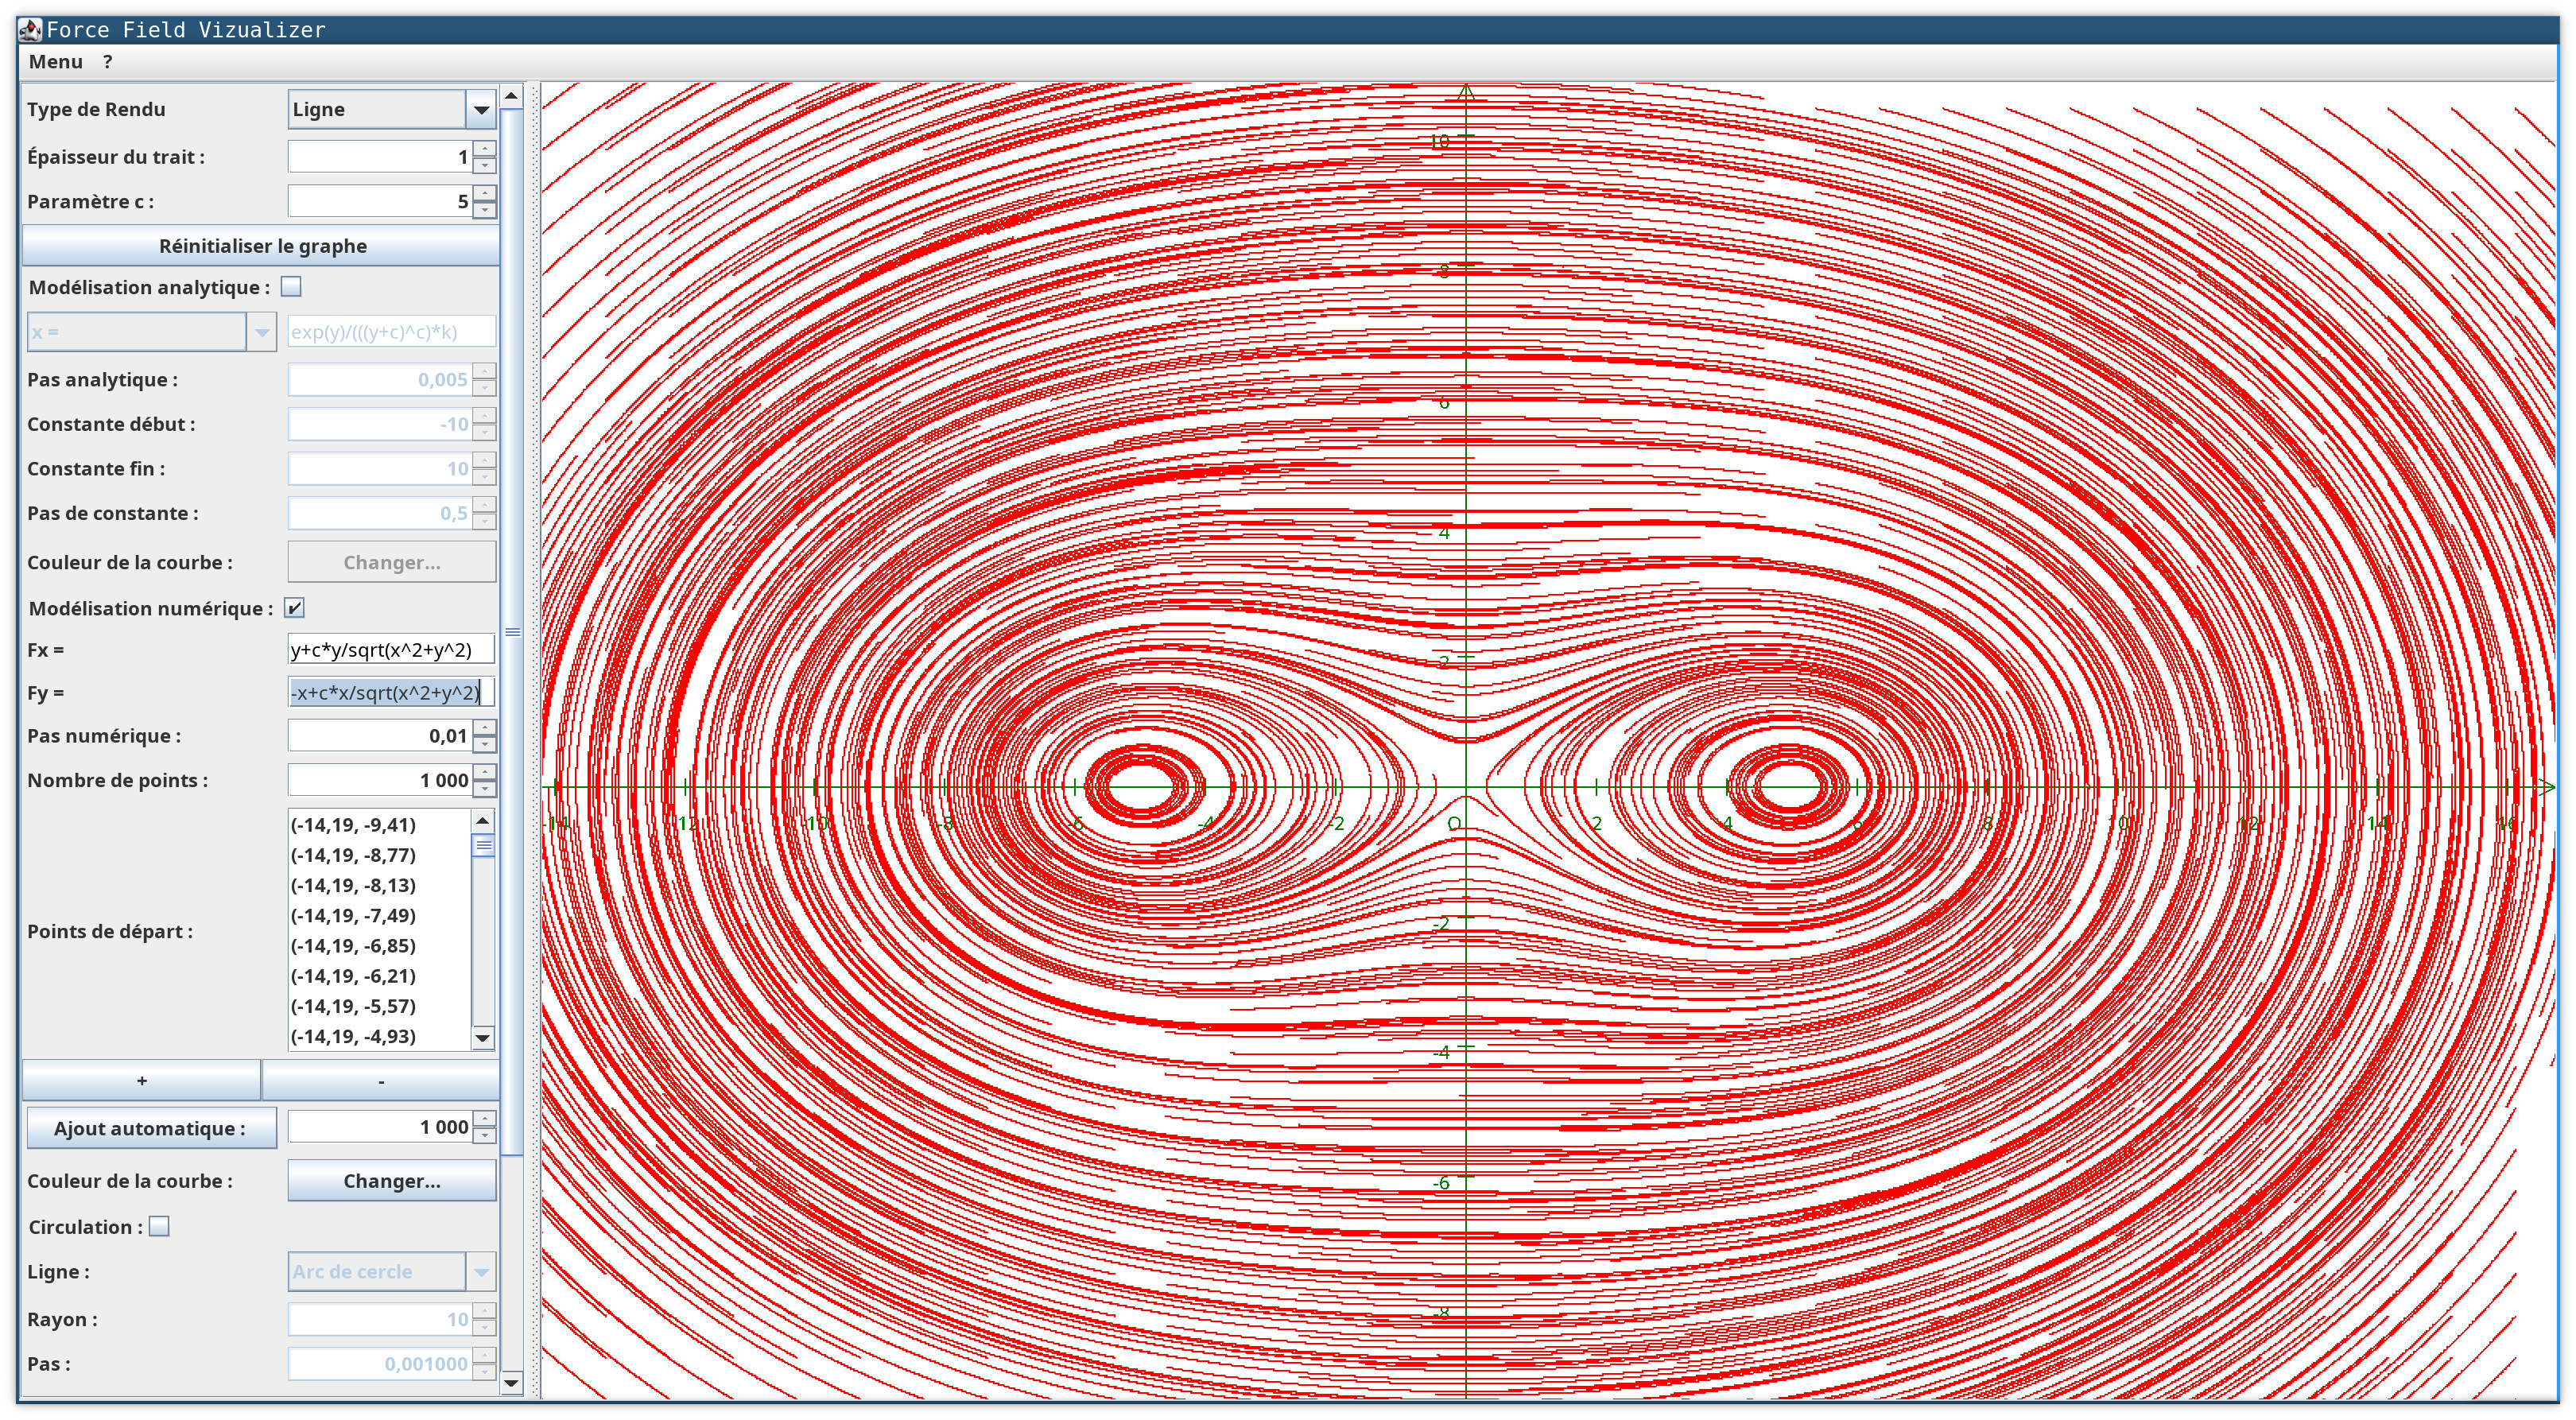 Force Field Vizualizer
Menu ?
Type de Rendu Ligne
Épaisseur du trait : 1
Paramètre c : 5
Réinitialiser le graphe
Modélisation analytique :
x = exp(y)/(((y+c)^c)*k)
Pas analytique : 0,005
Constante début : -10
Constante fin : 10
Pas de constante : 0,5
Couleur de la courbe : Changer...
Modélisation numérique :
Fx = y+c*y/sqrt(x^2+y^2)
Fy = -x+c*x/sqrt(x^2+y^2)
Pas numérique : 0,01
Nombre de points : 1 000
Points de départ :
(-14,19, -9,41)
(-14,19, -8,77)
(-14,19, -8,13)
(-14,19, -7,49)
(-14,19, -6,85)
(-14,19, -6,21)
(-14,19, -5,57)
(-14,19, -4,93)
+ -
Ajout automatique : 1 000
Couleur de la courbe : Changer...
Circulation :
Ligne : Arc de cercle
Rayon : 10
Pas : 0,001000
10
8
6
4
2
-14 -12 -10 -8 -6 -4 -2 O 2 4 6 8 10 12 14 16
-2
-4
-6
-8